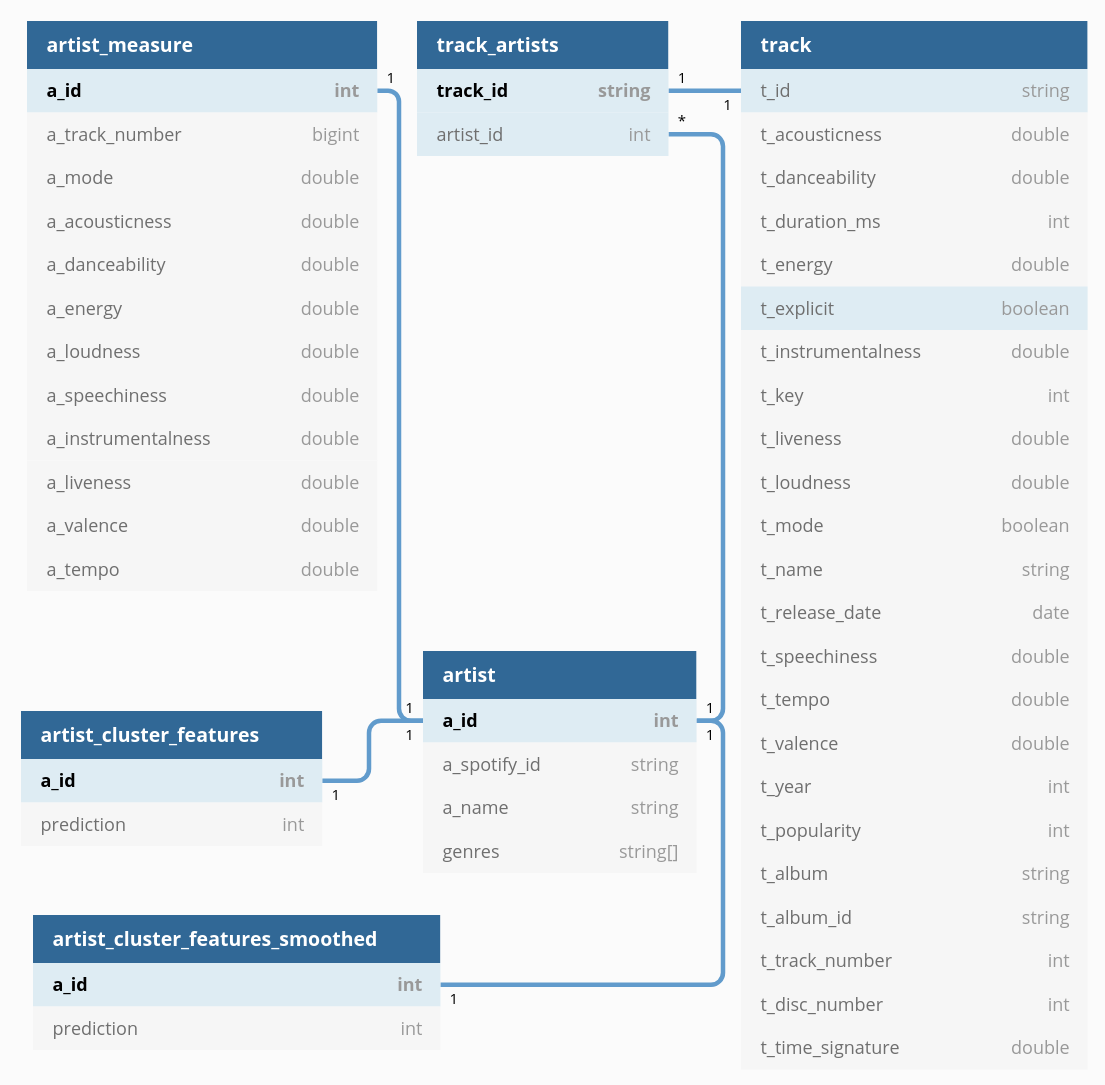 artist_measure
a_id int
a_track_number bigint
a_mode double
a_acousticness double
a_danceability double
a_energy double
a_loudness double
a_speechiness double
a_instrumentalness double
a_liveness double
a_valence double
a_tempo double
1
track_artists
track_id string
artist_id int
1
1
*
track
t_id string
t_acousticness double
t_danceability double
t_duration_ms int
t_energy double
t_explicit boolean
t_instrumentalness double
t_key int
t_liveness double
t_loudness double
t_mode boolean
t_name string
t_release_date date
t_speechiness double
t_tempo double
t_valence double
t_year int
t_popularity int
t_album string
t_album_id string
t_track_number int
t_disc_number int
t_time_signature double
artist
1 a_id int 1
1 1
a_spotify_id string
a_name string
genres string[]
artist_cluster_features
a_id int
1
prediction int
artist_cluster_features_smoothed
a_id int
1
prediction int